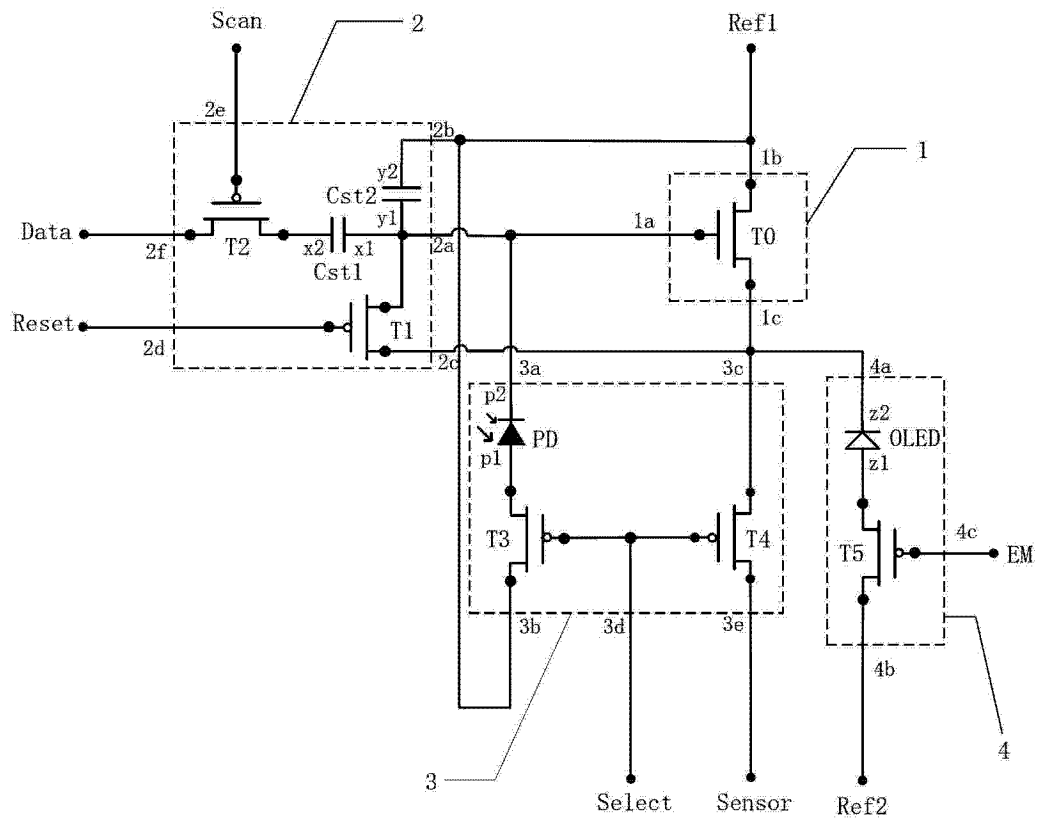 Scan
2
Ref1
2e
2b
1b
1
y2
Cst2
y1
1a
T0
Data
2f
T2
x2
x1
2a
Cst1
Reset
2d
T1
2c
1c
3a
3c
4a
p2
z2
PD
OLED
p1
z1
T3
T4
T5
4c
EM
3b
3d
3e
4b
3
4
Select
Sensor
Ref2